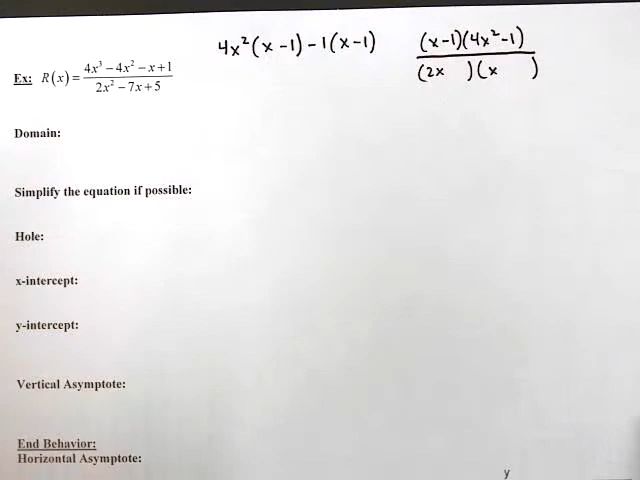 4x²(x-1)-1(x-1)
(x-1)(4x²-1)
(2x )(x )
Ex: R(x)= 4x³-4x²-x+1
2x²-7x+5
Domain:
Simplify the equation if possible:
Hole:
x-intercept:
y-intercept:
Vertical Asymptote:
End Behavior:
Horizontal Asymptote:
y